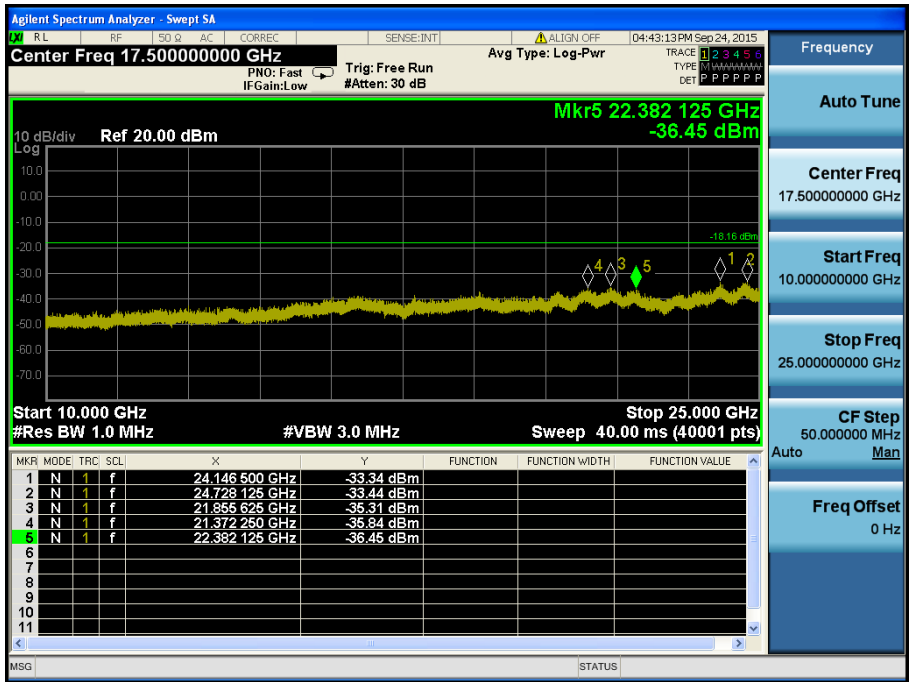 Agilent Spectrum Analyzer - Swept SA
LXI RL RF 50 Ω AC CORREC SENSE:INT ALIGN OFF 04:43:13 PM Sep 24, 2015
Center Freq 17.500000000 GHz
PNO: Fast
IFGain:Low
Trig: Free Run
#Atten: 30 dB
Avg Type: Log-Pwr
TRACE 1 2 3 4 5 6
TYPE M WWWWW
DET P P P P P P
Mkr5 22.382 125 GHz
-36.45 dBm
10 dB/div Ref 20.00 dBm
Log
10.0
0.00
-10.0
-20.0
-30.0
-40.0
-50.0
-60.0
-70.0
-18.16 dBm
4 3 5 1 2
Start 10.000 GHz Stop 25.000 GHz
#Res BW 1.0 MHz #VBW 3.0 MHz Sweep 40.00 ms (40001 pts)
MKR MODE TRC SCL X Y FUNCTION FUNCTION WIDTH FUNCTION VALUE
1 N 1 f 24.146 500 GHz -33.34 dBm
2 N 1 f 24.728 125 GHz -33.44 dBm
3 N 1 f 21.855 625 GHz -35.31 dBm
4 N 1 f 21.372 250 GHz -35.84 dBm
5 N 1 f 22.382 125 GHz -36.45 dBm
6
7
8
9
10
11
MSG STATUS
Frequency
Auto Tune
Center Freq
17.500000000 GHz
Start Freq
10.000000000 GHz
Stop Freq
25.000000000 GHz
CF Step
50.000000 MHz
Auto Man
Freq Offset
0 Hz